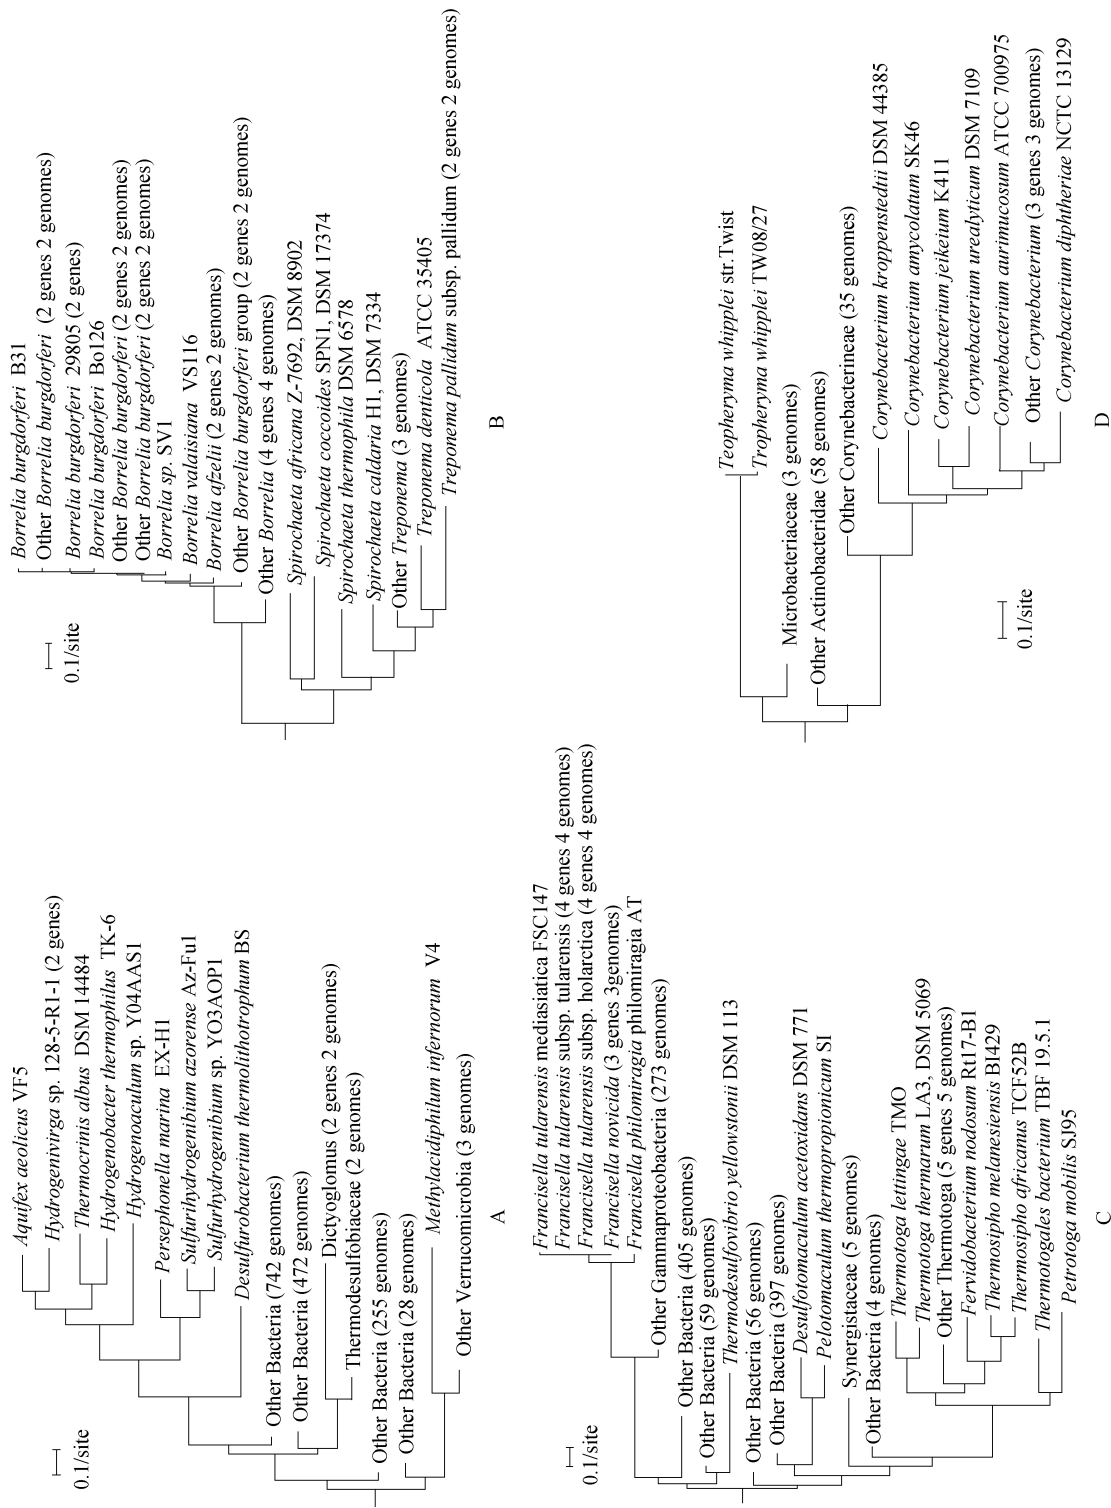 Aquifex aeolicus VF5
Hydrogenivirga sp. 128-5-R1-1 (2 genes)
Thermocrinis albus DSM 14484
Hydrogenobacter thermophilus TK-6
Hydrogenoaculum sp. Y04AAS1
Persephonella marina EX-H1
Sulfurihydrogenibium azorense Az-Fu1
Sulfurhydrogenibium sp. YO3AOP1
Desulfurobacterium thermolithotrophum BS
Other Bacteria (742 genomes)
Other Bacteria (472 genomes)
Dictyoglomus (2 genes 2 genomes)
Thermodesulfobiaceae (2 genomes)
Other Bacteria (255 genomes)
Other Bacteria (28 genomes)
Methylacidiphilum infernorum V4
Other Verrucomicrobia (3 genomes)
0.1/site
A
Borrelia burgdorferi B31
Other Borrelia burgdorferi (2 genes 2 genomes)
Borrelia burgdorferi 29805 (2 genes)
Borrelia burgdorferi Bo126
Other Borrelia burgdorferi (2 genes 2 genomes)
Other Borrelia burgdorferi (2 genes 2 genomes)
Borrelia sp. SV1
Borrelia valaisiana VS116
Borrelia afzelii (2 genes 2 genomes)
Other Borrelia burgdorferi group (2 genes 2 genomes)
Other Borrelia (4 genes 4 genomes)
Spirochaeta africana Z-7692, DSM 8902
Spirochaeta coccoides SPN1, DSM 17374
Spirochaeta thermophila DSM 6578
Spirochaeta caldaria H1, DSM 7334
Other Treponema (3 genomes)
Treponema denticola ATCC 35405
Treponema pallidum subsp. pallidum (2 genes 2 genomes)
0.1/site
B
Francisella tularensis mediasiatica FSC147
Francisella tularensis subsp. tularensis (4 genes 4 genomes)
Francisella tularensis subsp. holarctica (4 genes 4 genomes)
Francisella novicida (3 genes 3genomes)
Francisella philomiragia philomiragia AT
Other Gammaproteobacteria (273 genomes)
Other Bacteria (405 genomes)
Other Bacteria (59 genomes)
Thermodesulfovibrio yellowstonii DSM 113
Other Bacteria (56 genomes)
Other Bacteria (397 genomes)
Desulfotomaculum acetoxidans DSM 771
Pelotomaculum thermopropionicum SI
Synergistaceae (5 genomes)
Other Bacteria (4 genomes)
Thermotoga lettingae TMO
Thermotoga thermarum LA3, DSM 5069
Other Thermotoga (5 genes 5 genomes)
Fervidobacterium nodosum Rt17-B1
Thermosipho melanesiensis BI429
Thermosipho africanus TCF52B
Thermotogales bacterium TBF 19.5.1
Petrotoga mobilis SJ95
0.1/site
C
Teopheryma whipplei str.Twist
Tropheryma whipplei TW08/27
Microbacteriaceae (3 genomes)
Other Actinobacteridae (58 genomes)
Other Corynebacterineae (35 genomes)
Corynebacterium kroppenstedtii DSM 44385
Corynebacterium amycolatum SK46
Corynebacterium jeikeium K411
Corynebacterium urealyticum DSM 7109
Corynebacterium aurimucosum ATCC 700975
Other Corynebacterium (3 genes 3 genomes)
Corynebacterium diphtheriae NCTC 13129
0.1/site
D